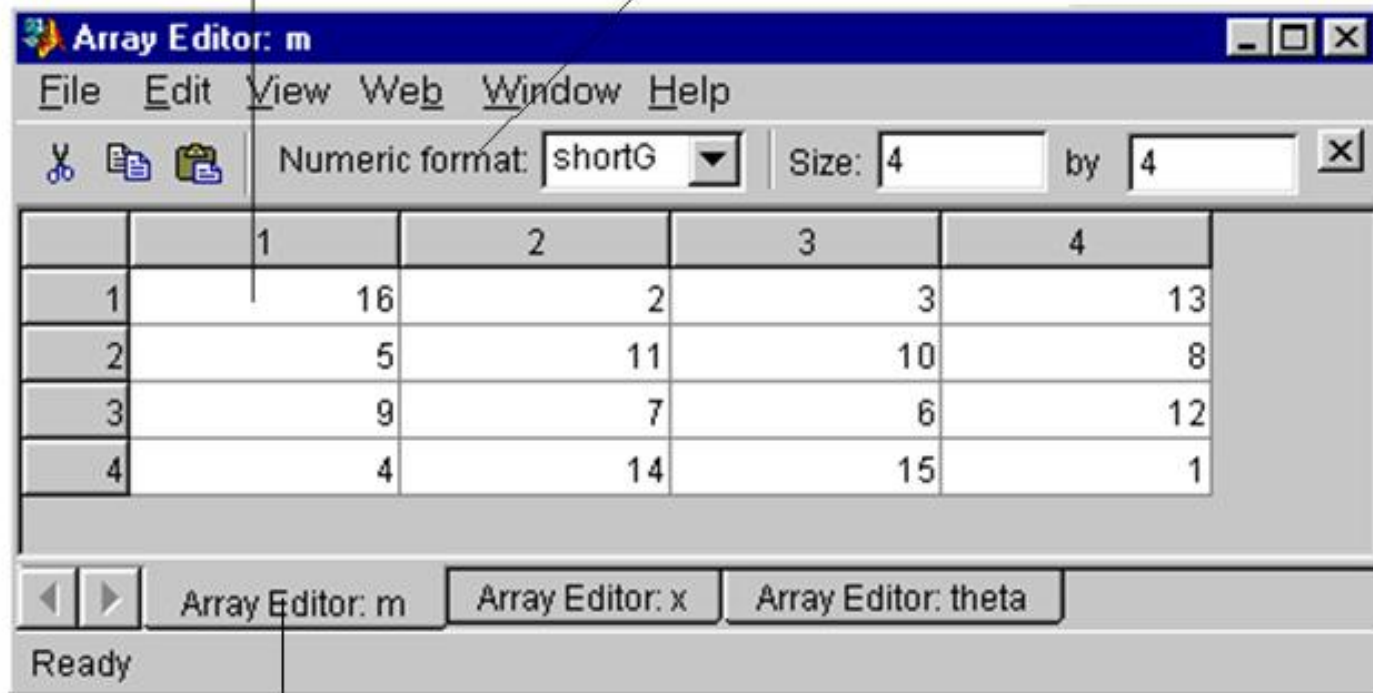 Array Editor: m
File Edit View Web Window Help
Numeric format: shortG Size: 4 by 4
1 2 3 4
1 16 2 3 13
2 5 11 10 8
3 9 7 6 12
4 4 14 15 1
Array Editor: m Array Editor: x Array Editor: theta
Ready